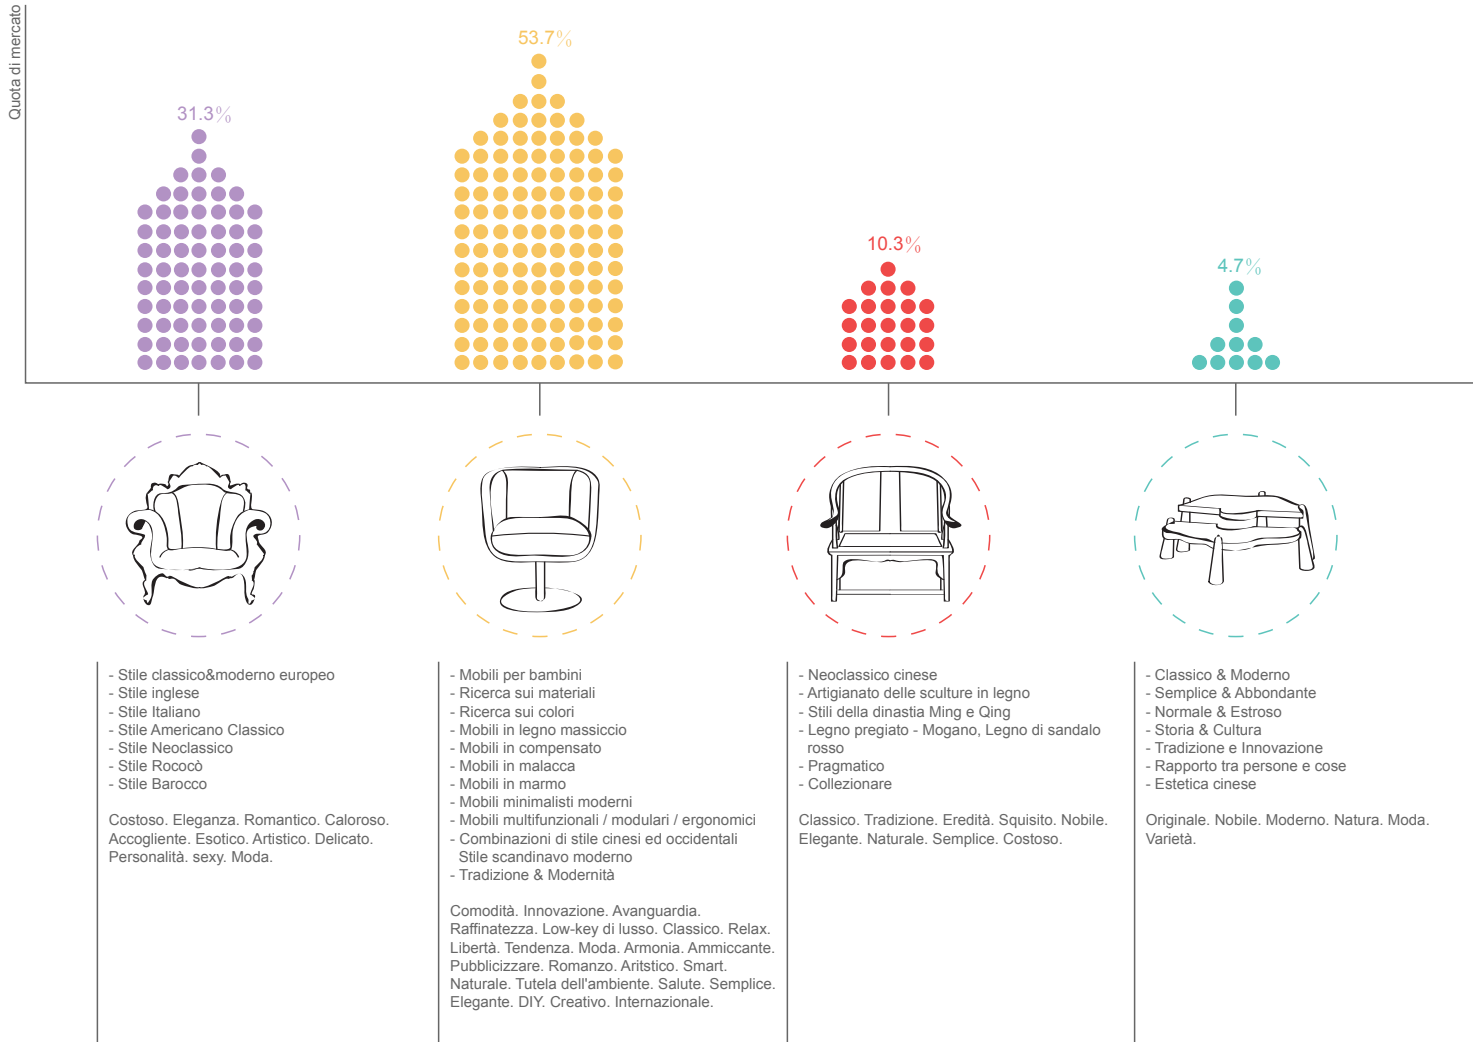 Quota di mercato
31.3%
53.7%
10.3%
4.7%
- Stile classico&moderno europeo
- Stile inglese
- Stile Italiano
- Stile Americano Classico
- Stile Neoclassico
- Stile Rococò
- Stile Barocco
Costoso. Eleganza. Romantico. Caloroso.
Accogliente. Esotico. Artistico. Delicato.
Personalità. sexy. Moda.
- Mobili per bambini
- Ricerca sui materiali
- Ricerca sui colori
- Mobili in legno massiccio
- Mobili in compensato
- Mobili in malacca
- Mobili in marmo
- Mobili minimalisti moderni
- Mobili multifunzionali / modulari / ergonomici
- Combinazioni di stile cinesi ed occidentali
Stile scandinavo moderno
- Tradizione & Modernità
Comodità. Innovazione. Avanguardia.
Raffinatezza. Low-key di lusso. Classico. Relax.
Libertà. Tendenza. Moda. Armonia. Ammiccante.
Pubblicizzare. Romanzo. Aritstico. Smart.
Naturale. Tutela dell'ambiente. Salute. Semplice.
Elegante. DIY. Creativo. Internazionale.
- Neoclassico cinese
- Artigianato delle sculture in legno
- Stili della dinastia Ming e Qing
- Legno pregiato - Mogano, Legno di sandalo
rosso
- Pragmatico
- Collezionare
Classico. Tradizione. Eredità. Squisito. Nobile.
Elegante. Naturale. Semplice. Costoso.
- Classico & Moderno
- Semplice & Abbondante
- Normale & Estroso
- Storia & Cultura
- Tradizione e Innovazione
- Rapporto tra persone e cose
- Estetica cinese
Originale. Nobile. Moderno. Natura. Moda.
Varietà.